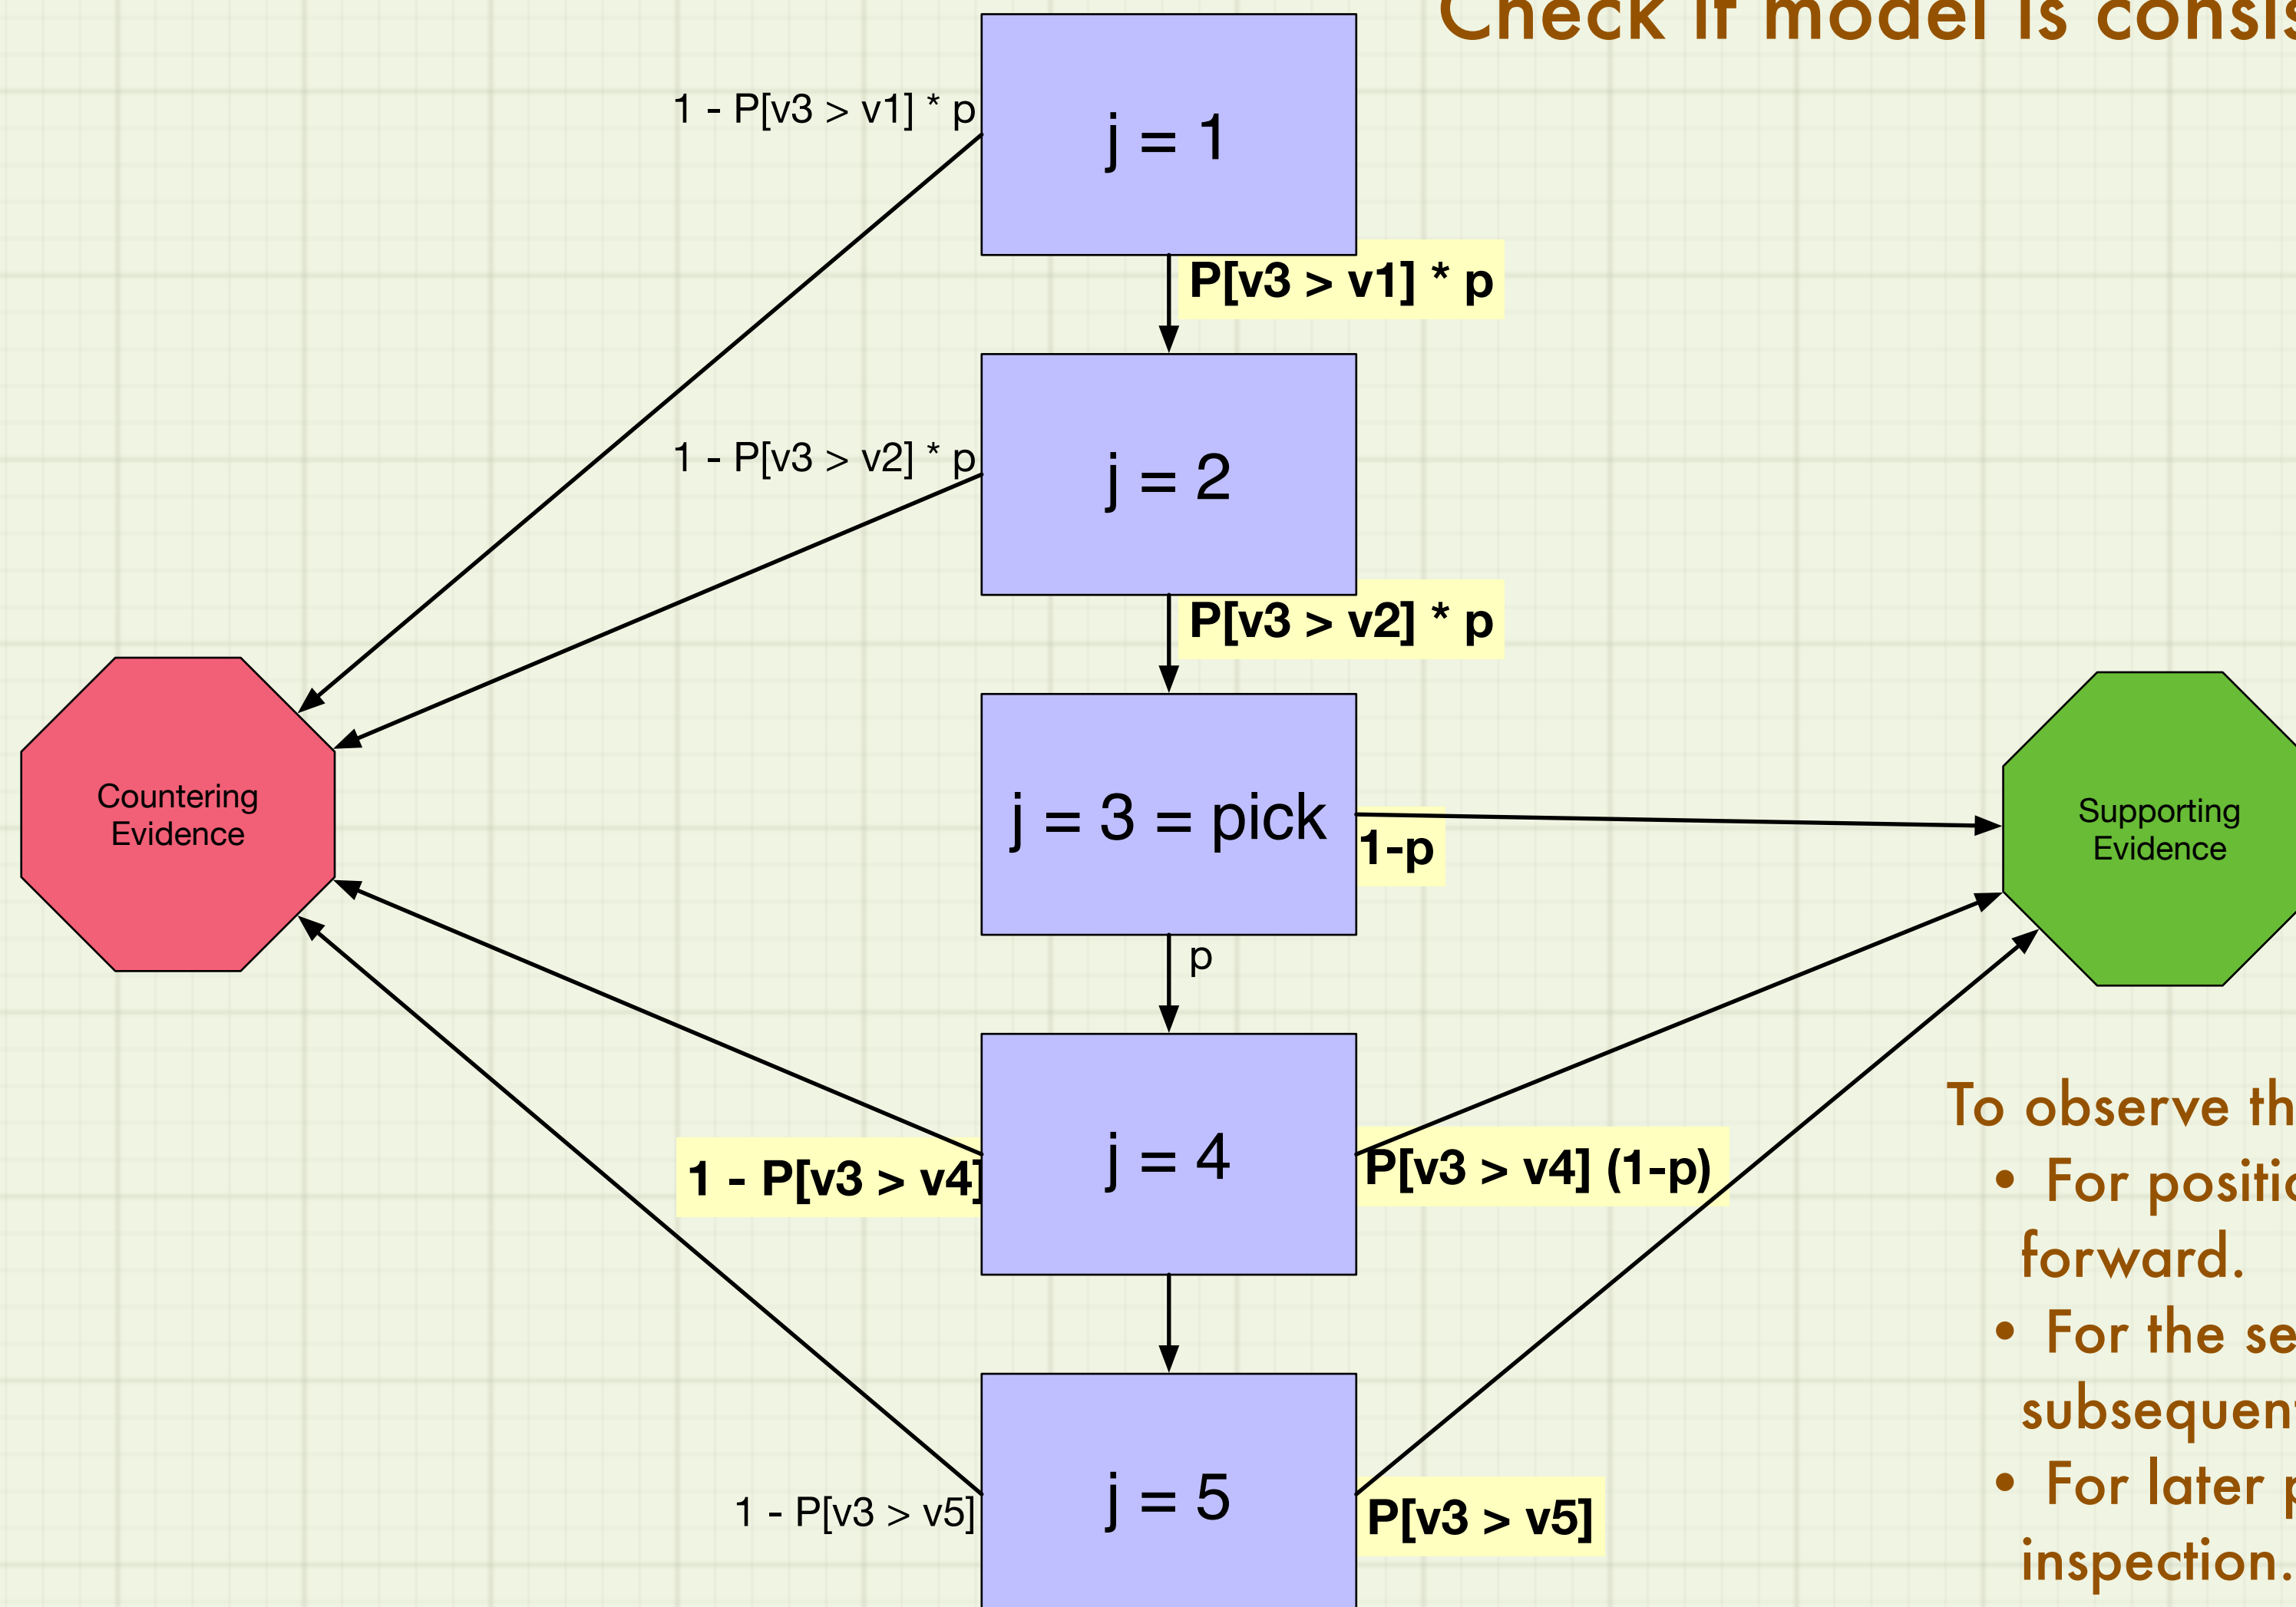 Check if model is consis
1 - P[v3 > v1] * p
j = 1
P[v3 > v1] * p
1 - P[v3 > v2] * p
j = 2
P[v3 > v2] * p
Countering
Evidence
j = 3 = pick
1-p
Supporting
Evidence
p
To observe th
1 - P[v3 > v4]
j = 4
P[v3 > v4] (1-p)
• For positio
forward.
• For the se
subsequent
j = 5
1 - P[v3 > v5]
P[v3 > v5]
• For later p
inspection.